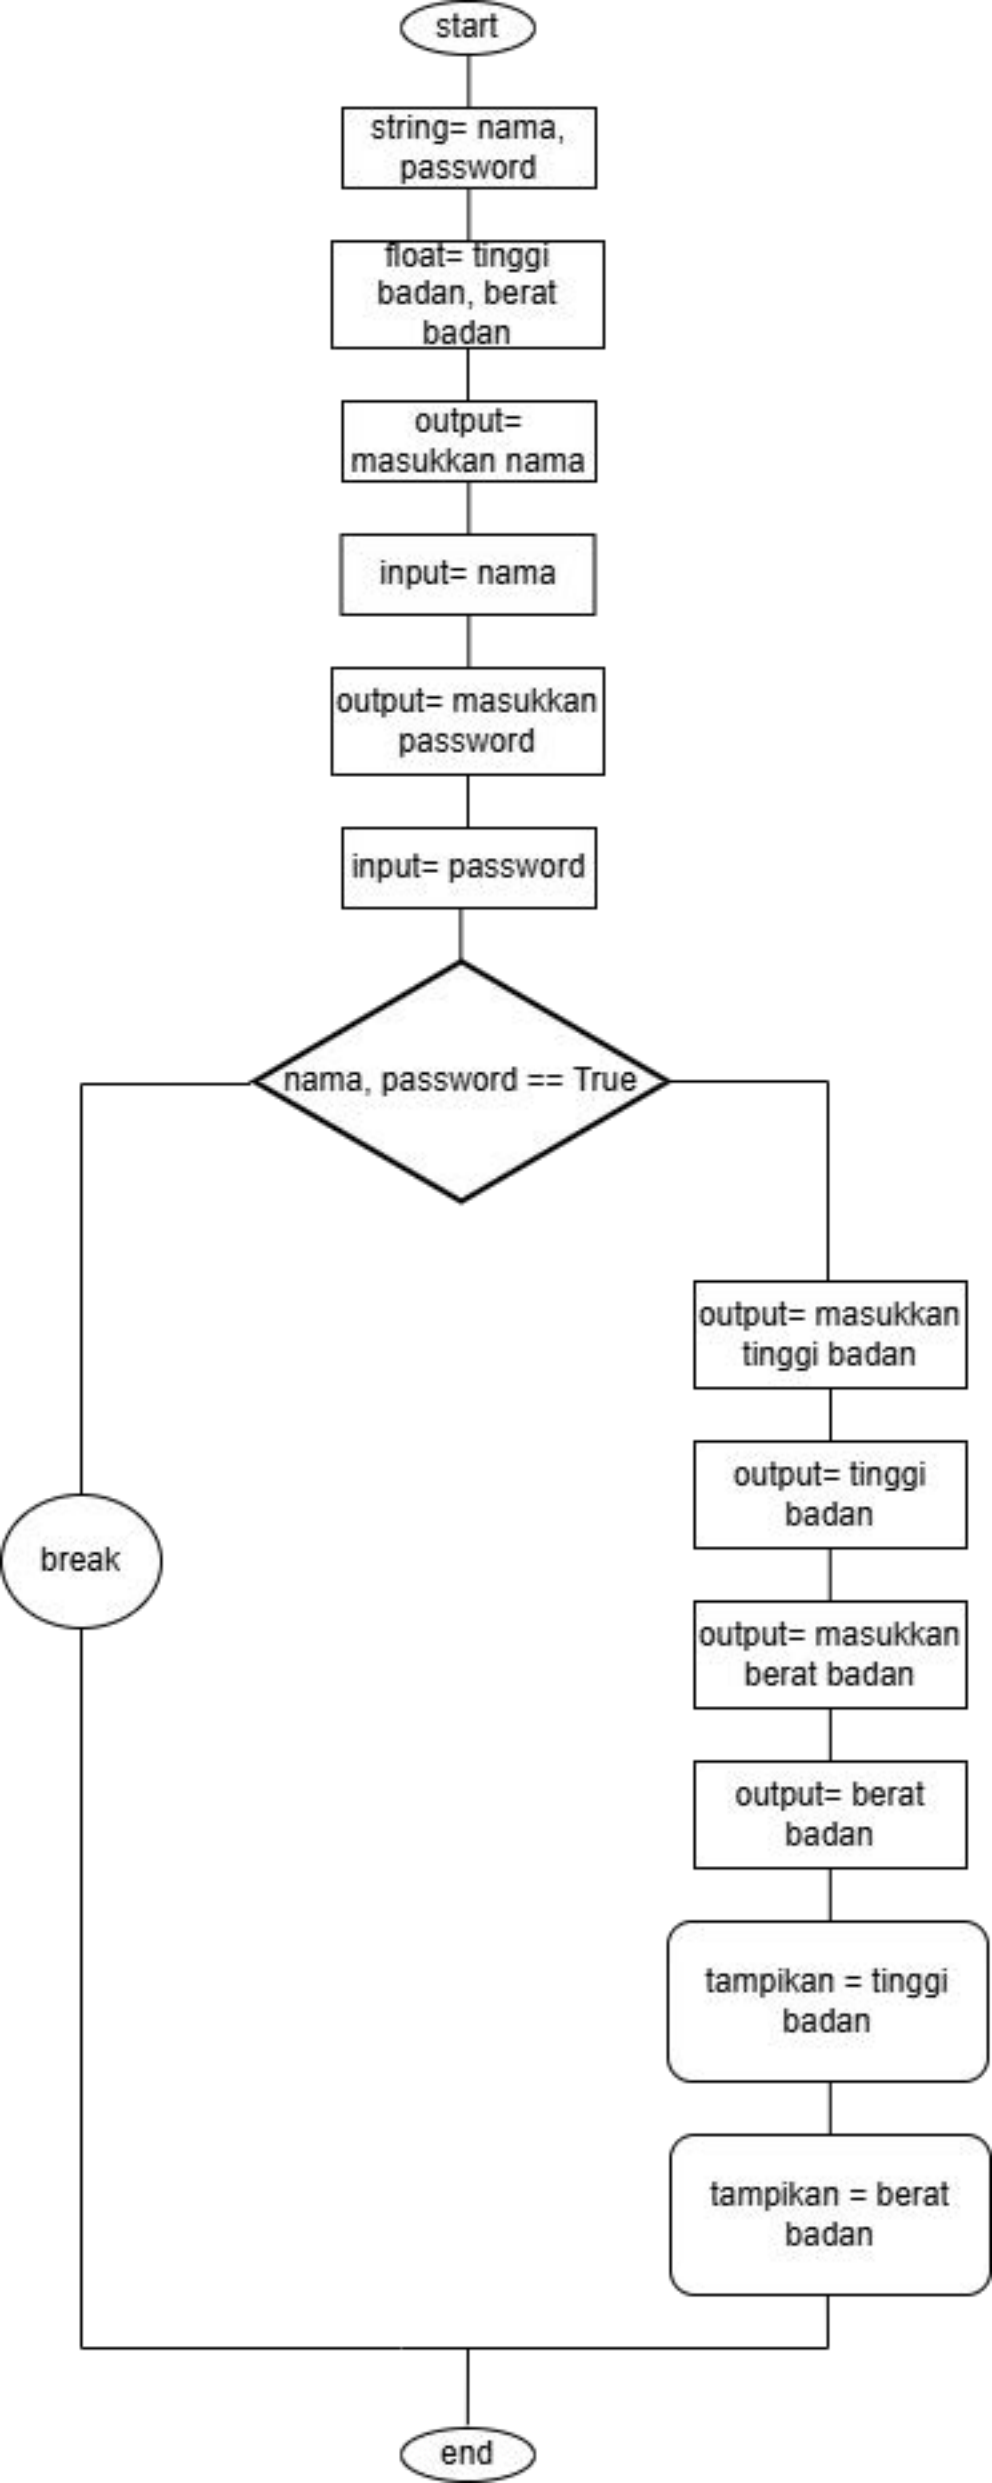 start
string= nama,
password
float= tinggi
badan, berat
badan
output=
masukkan nama
input= nama
output= masukkan
password
input= password
nama, password == True
output= masukkan
tinggi badan
output= tinggi
badan
break
output= masukkan
berat badan
output= berat
badan
tampikan = tinggi
badan
tampikan = berat
badan
end